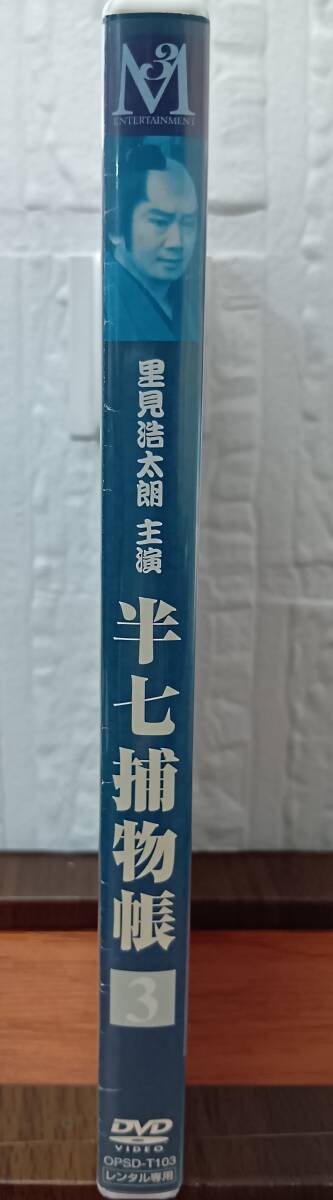 M3
ENTERTAINMENT
里見浩太朗 主演
半七捕物帳
3
DVD
VIDEO
OPSD-T103
レンタル専用